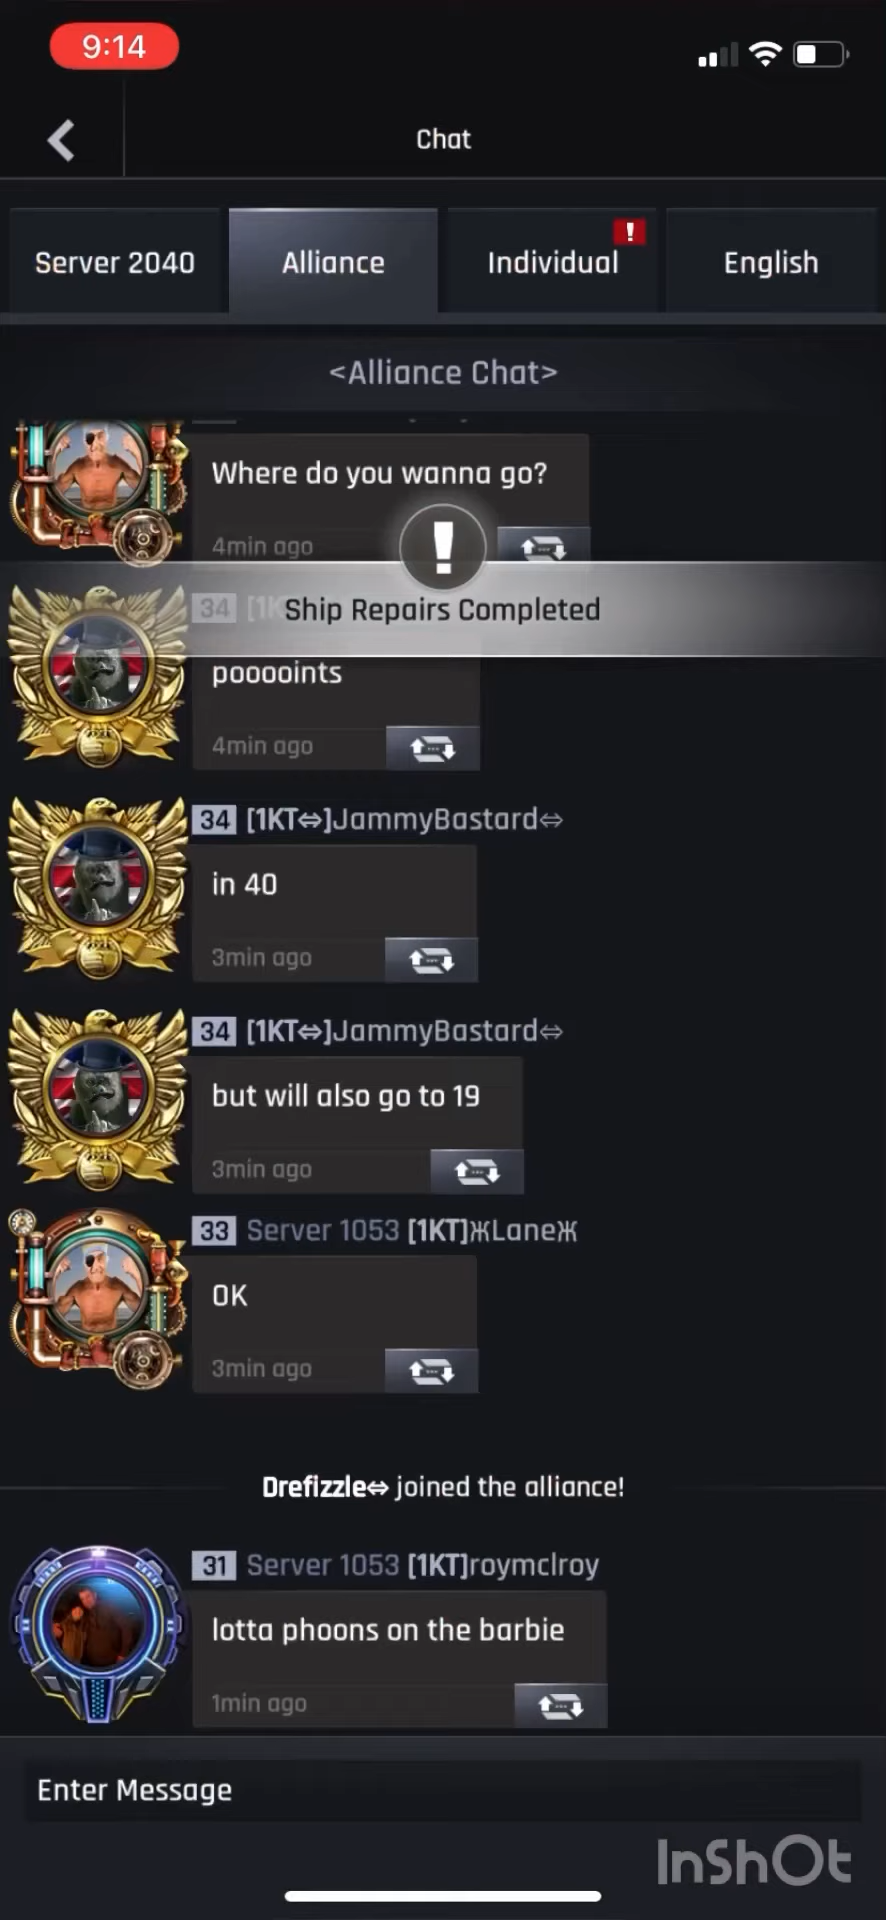 9:14
Chat
Server 2040
Alliance
!
Individual
English
<Alliance Chat>
Where do you wanna go?
4min ago
!
34 [1K
Ship Repairs Completed
pooooints
4min ago
34 [1KT⇔]JammyBastard⇔
in 40
3min ago
34 [1KT⇔]JammyBastard⇔
but will also go to 19
3min ago
33 Server 1053 [1KT]ӜLaneӜ
OK
3min ago
Drefizzle⇔ joined the alliance!
31 Server 1053 [1KT]roymclroy
lotta phoons on the barbie
1min ago
Enter Message
InShOt